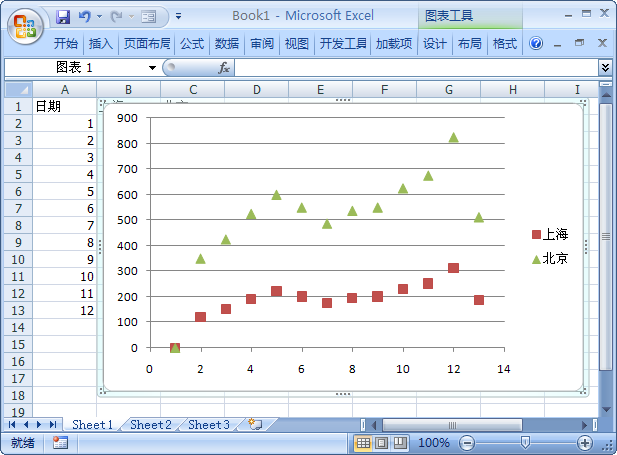 Book1 - Microsoft Excel
图表工具
开始 插入 页面布局 公式 数据 审阅 视图 开发工具 加载项 设计 布局 格式
图表 1
fx
A B C D E F G H I
1 日期
2 1
3 2
4 3
5 4
6 5
7 6
8 7
9 8
10 9
11 10
12 11
13 12
14
15
16
17
18
19
900
800
700
600
500
400
300
200
100
0
0 2 4 6 8 10 12 14
上海
北京
Sheet1 Sheet2 Sheet3
就绪
100%